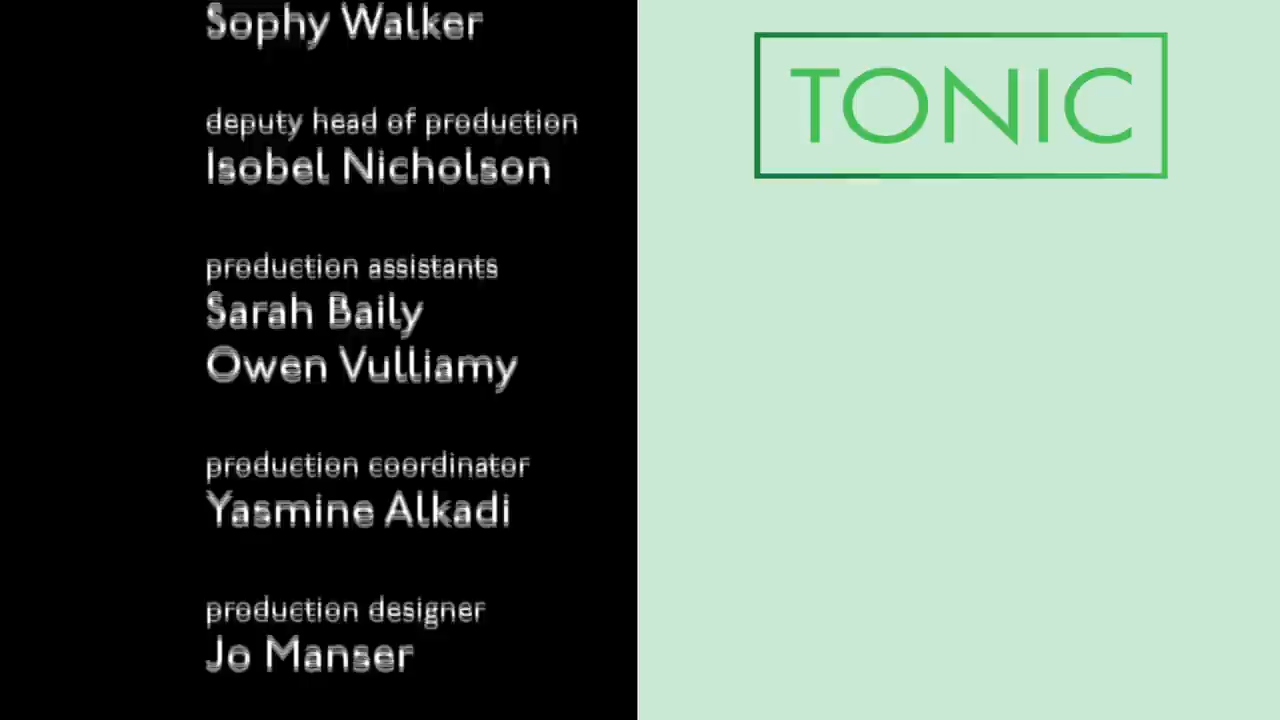 Sophy Walker
deputy head of production
Isobel Nicholson
production assistants
Sarah Baily
Owen Vulliamy
production coordinator
Yasmine Alkadi
production designer
Jo Manser
TONIC